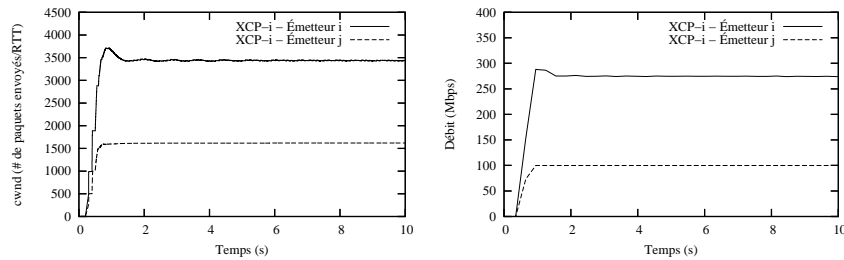 cwnd (# de paquets envoyés/RTT)
4500
4000
3500
3000
2500
2000
1500
1000
500
0
XCP−i − Émetteur i
XCP−i − Émetteur j
0 2 4 6 8 10
Temps (s)
Débit (Mbps)
400
350
300
250
200
150
100
50
0
XCP−i − Émetteur i
XCP−i − Émetteur j
0 2 4 6 8 10
Temps (s)